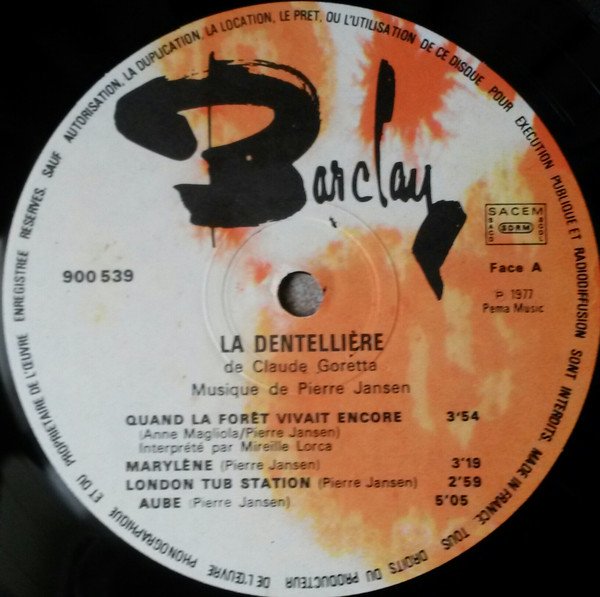 TOUS DROITS DU PRODUCTEUR PHONOGRAPHIQUE ET DU PROPRIETAIRE DE L'ŒUVRE ENREGISTREE RESERVES. SAUF AUTORISATION, LA DUPLICATION, LA LOCATION, LE PRET, OU L'UTILISATION DE CE DISQUE POUR EXECUTION PUBLIQUE ET RADIODIFFUSION SONT INTERDITS. MADE IN FRANCE.
Barclay
SACEM
SACD SDRM SGDL
900 539
Face A
℗ 1977
Pema Music
LA DENTELLIÈRE
de Claude Goretta
Musique de Pierre Jansen
QUAND LA FORÊT VIVAIT ENCORE 3'54
(Anne Magliola/Pierre Jansen)
Interprété par Mireille Lorca
MARYLÈNE (Pierre Jansen) 3'19
LONDON TUB STATION (Pierre Jansen) 2'59
AUBE (Pierre Jansen) 5'05